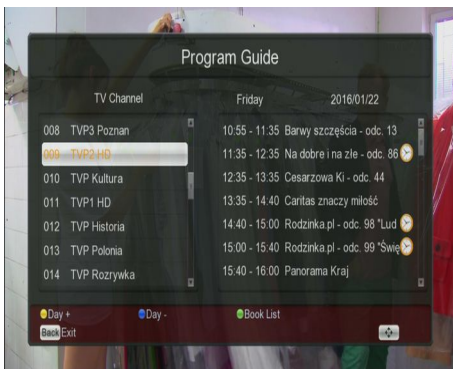 Program Guide
TV Channel
Friday
2016/01/22
008 TVP3 Poznan
009 TVP2 HD
010 TVP Kultura
011 TVP1 HD
012 TVP Historia
013 TVP Polonia
014 TVP Rozrywka
10:55 - 11:35 Barwy szczęścia - odc. 13
11:35 - 12:35 Na dobre i na złe - odc. 86
12:35 - 13:35 Cesarzowa Ki - odc. 44
13:35 - 14:40 Caritas znaczy miłość
14:40 - 15:00 Rodzinka.pl - odc. 98 "Lud
15:00 - 15:40 Rodzinka.pl - odc. 99 "Świę
15:40 - 16:00 Panorama Kraj
Day +
Day -
Book List
Back Exit